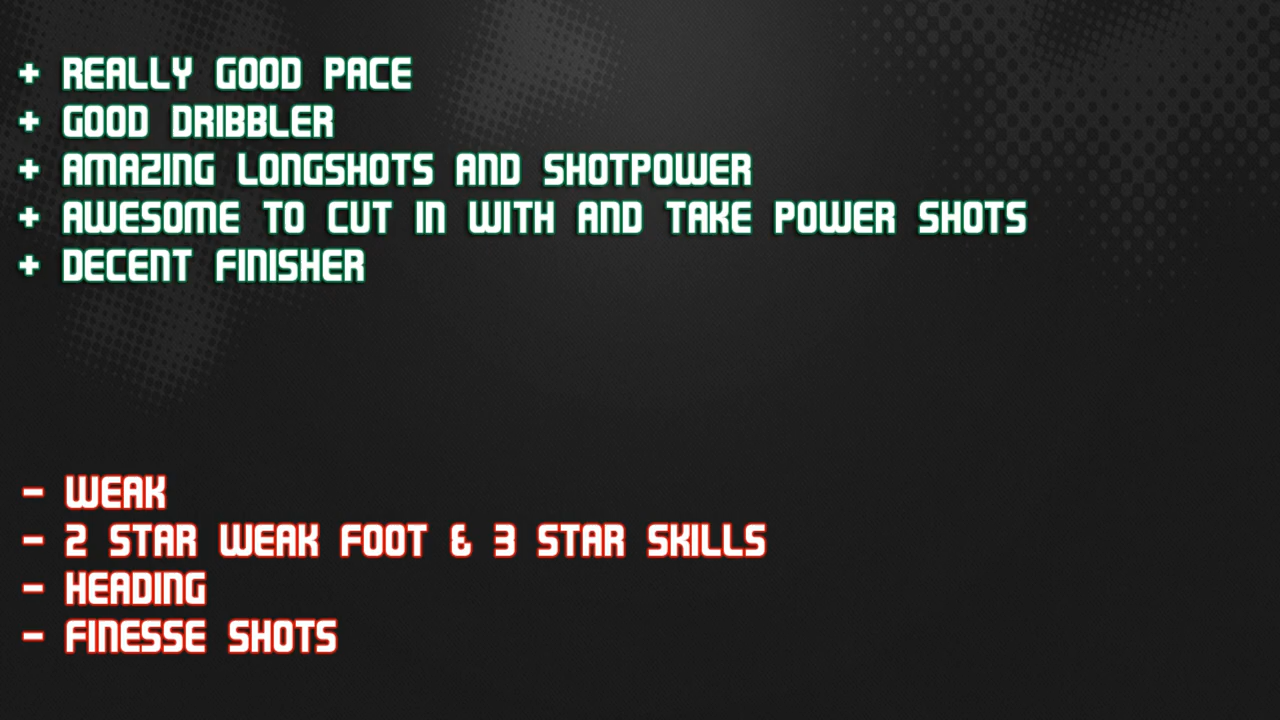 + REALLY GOOD PACE
+ GOOD DRIBBLER
+ AMAZING LONGSHOTS AND SHOTPOWER
+ AWESOME TO CUT IN WITH AND TAKE POWER SHOTS
+ DECENT FINISHER
- WEAK
- 2 STAR WEAK FOOT & 3 STAR SKILLS
- HEADING
- FINESSE SHOTS